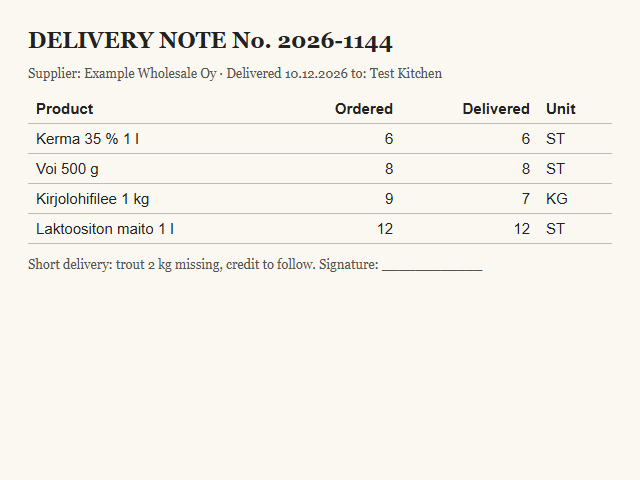 DELIVERY NOTE No. 2026-1144
Supplier: Example Wholesale Oy · Delivered 10.12.2026 to: Test Kitchen
Product Ordered Delivered Unit
Kerma 35 % 1 l 6 6 ST
Voi 500 g 8 8 ST
Kirjolohifilee 1 kg 9 7 KG
Laktoositon maito 1 l 12 12 ST
Short delivery: trout 2 kg missing, credit to follow. Signature: _______________